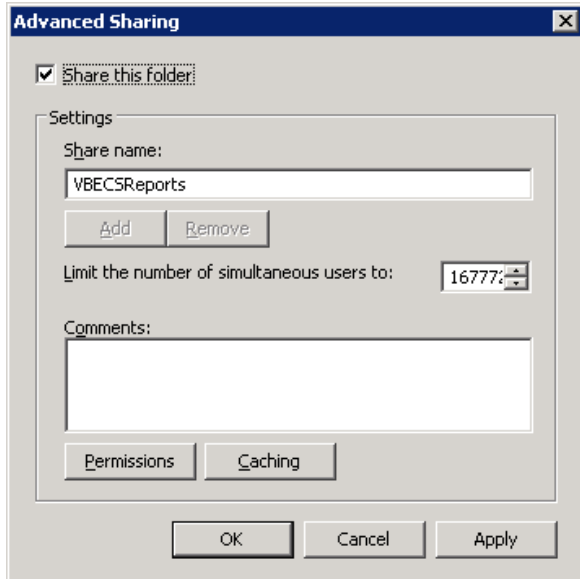 Advanced Sharing
Share this folder
Settings
Share name:
VBECSReports
Add
Remove
Limit the number of simultaneous users to:
Comments:
Permissions
Caching
OK
Cancel
Apply